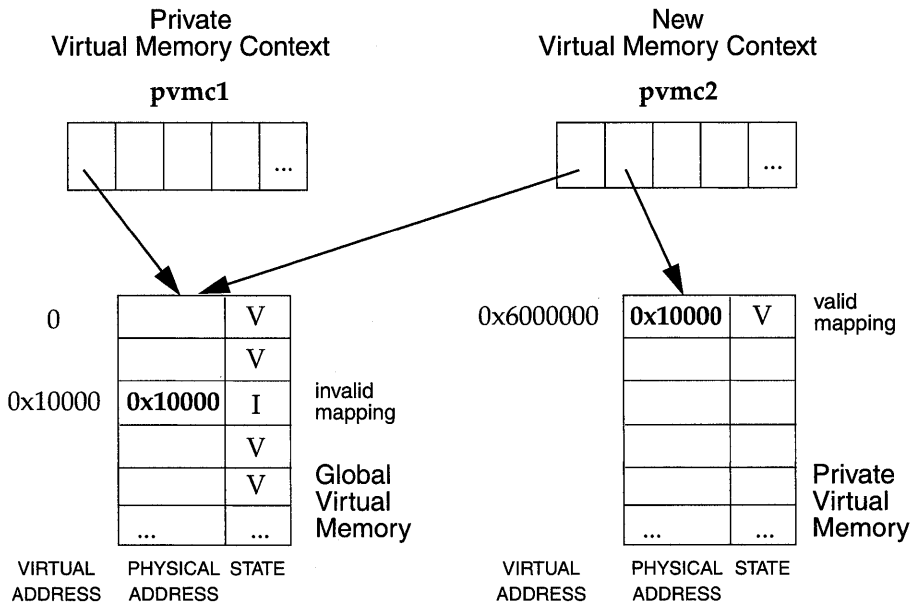 Private
Virtual Memory Context
pvmc1
...
New
Virtual Memory Context
pvmc2
...
0
V
V
0x10000
0x10000
I
invalid
mapping
V
V
Global
Virtual
Memory
...
...
VIRTUAL
ADDRESS
PHYSICAL
ADDRESS
STATE
0x6000000
0x10000
V
valid
mapping
Private
Virtual
Memory
...
...
VIRTUAL
ADDRESS
PHYSICAL
ADDRESS
STATE